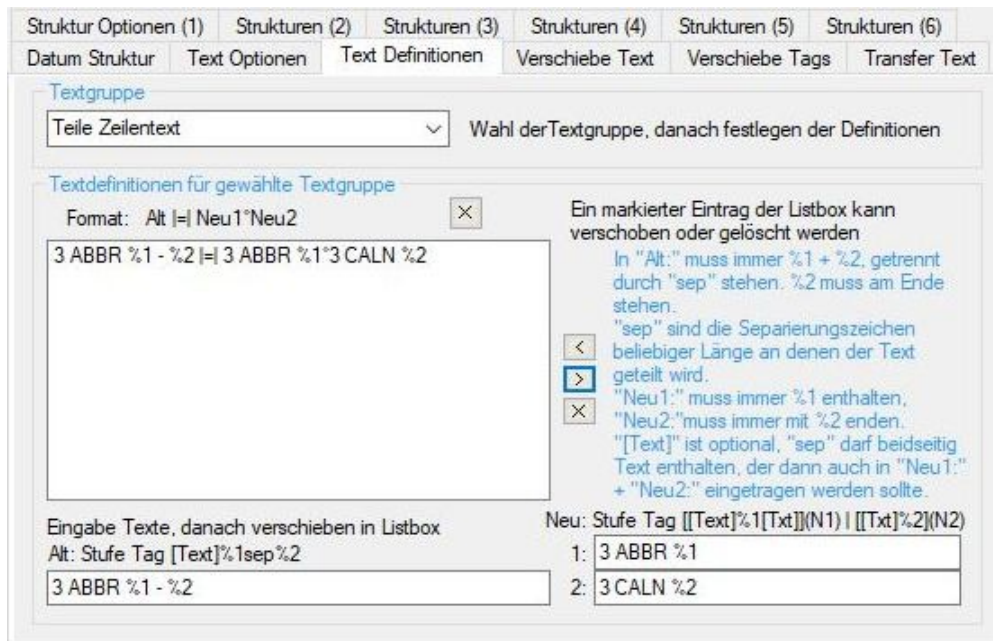 Struktur Optionen (1) Strukturen (2) Strukturen (3) Strukturen (4) Strukturen (5) Strukturen (6)
Datum Struktur Text Optionen Text Definitionen Verschiebe Text Verschiebe Tags Transfer Text
Textgruppe
Teile Zeilentext
Wahl derTextgruppe, danach festlegen der Definitionen
Textdefinitionen für gewählte Textgruppe
Format: Alt |=| Neu1°Neu2
3 ABBR %1 - %2 |=| 3 ABBR %1°3 CALN %2
Ein markierter Eintrag der Listbox kann
verschoben oder gelöscht werden
In "Alt:" muss immer %1 + %2, getrennt
durch "sep" stehen. %2 muss am Ende
stehen.
"sep" sind die Separierungszeichen
beliebiger Länge an denen der Text
geteilt wird.
"Neu1:" muss immer %1 enthalten,
"Neu2:"muss immer mit %2 enden.
"[Text]" ist optional, "sep" darf beidseitig
Text enthalten, der dann auch in "Neu1:"
+ "Neu2:" eingetragen werden sollte.
<
>
Eingabe Texte, danach verschieben in Listbox
Alt: Stufe Tag [Text]%1sep%2
3 ABBR %1 - %2
Neu: Stufe Tag [[Text]%1[Txt]](N1) | [[Txt]%2](N2)
1: 3 ABBR %1
2: 3 CALN %2